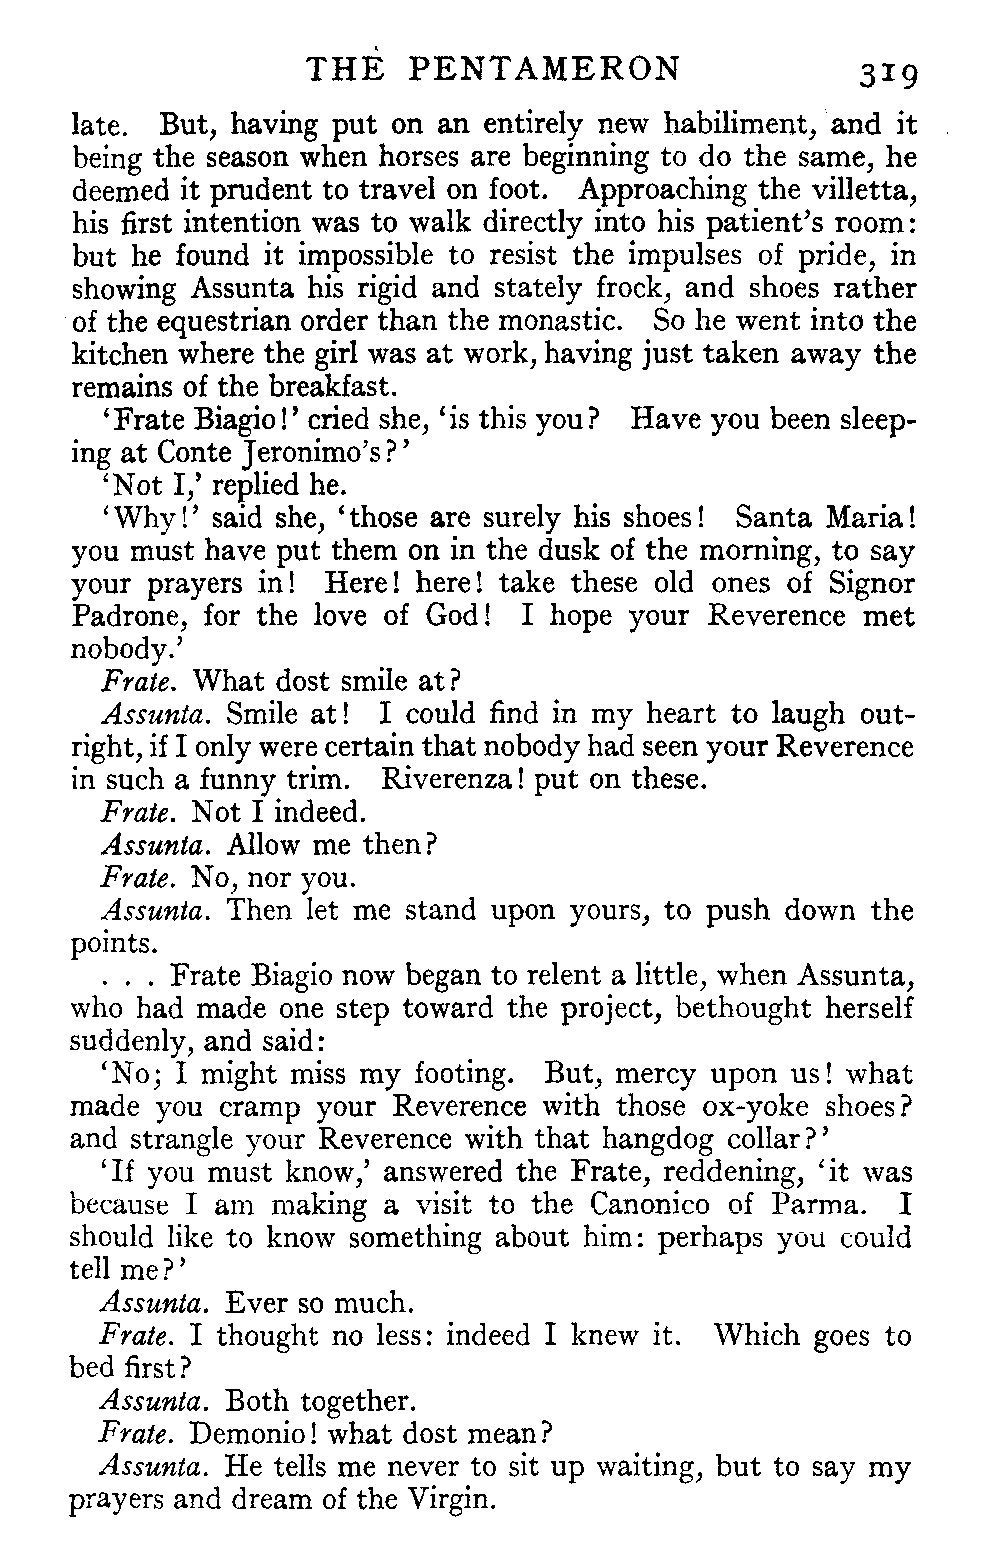 THE PENTAMERON 319
late. But, having put on an entirely new habiliment, and it
being the season when horses are beginning to do the same, he
deemed it prudent to travel on foot. Approaching the villetta,
his first intention was to walk directly into his patient's room:
but he found it impossible to resist the impulses of pride, in
showing Assunta his rigid and stately frock, and shoes rather
of the equestrian order than the monastic. So he went into the
kitchen where the girl was at work, having just taken away the
remains of the breakfast.
'Frate Biagio!' cried she, 'is this you? Have you been sleep-
ing at Conte Jeronimo's?'
'Not I,' replied he.
'Why!' said she, 'those are surely his shoes! Santa Maria!
you must have put them on in the dusk of the morning, to say
your prayers in! Here! here! take these old ones of Signor
Padrone, for the love of God! I hope your Reverence met
nobody.'
Frate. What dost smile at?
Assunta. Smile at! I could find in my heart to laugh out-
right, if I only were certain that nobody had seen your Reverence
in such a funny trim. Riverenza! put on these.
Frate. Not I indeed.
Assunta. Allow me then?
Frate. No, nor you.
Assunta. Then let me stand upon yours, to push down the
points.
. . . Frate Biagio now began to relent a little, when Assunta,
who had made one step toward the project, bethought herself
suddenly, and said:
'No; I might miss my footing. But, mercy upon us! what
made you cramp your Reverence with those ox-yoke shoes?
and strangle your Reverence with that hangdog collar?'
'If you must know,' answered the Frate, reddening, 'it was
because I am making a visit to the Canonico of Parma. I
should like to know something about him: perhaps you could
tell me?'
Assunta. Ever so much.
Frate. I thought no less: indeed I knew it. Which goes to
bed first?
Assunta. Both together.
Frate. Demonio! what dost mean?
Assunta. He tells me never to sit up waiting, but to say my
prayers and dream of the Virgin.